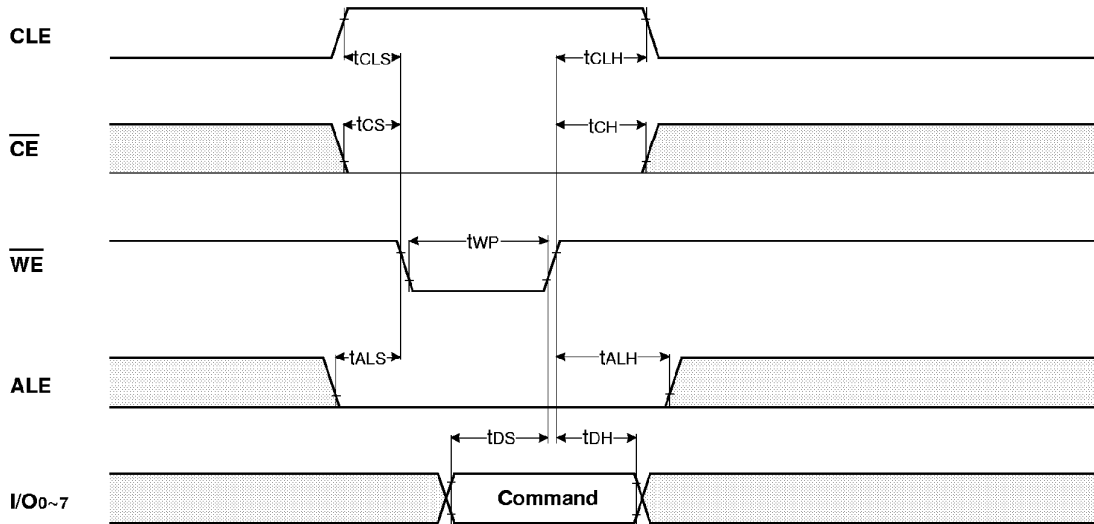 CLE
tCLS
tCLH
CE
tCS
tCH
WE
tWP
ALE
tALS
tALH
tDS
tDH
I/O0~7
Command